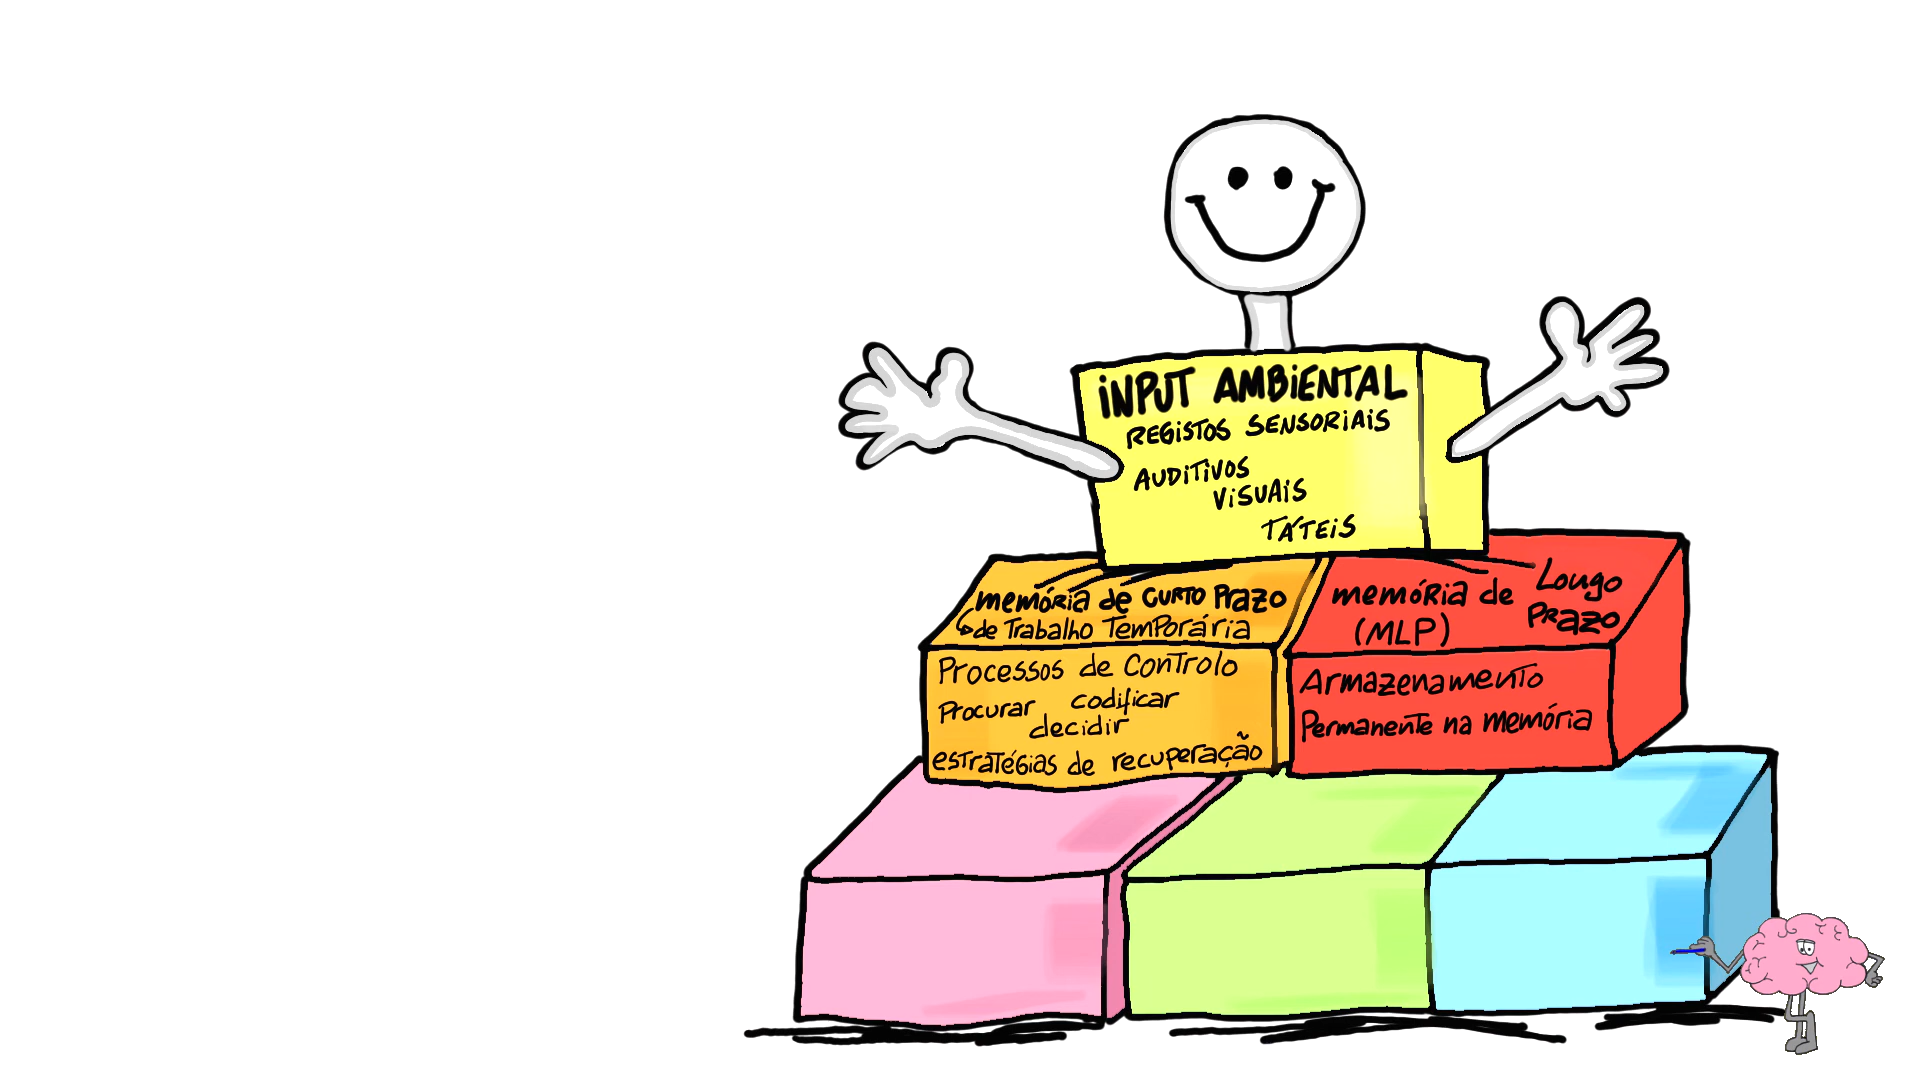 INPUT AMBIENTAL
REGISTOS SENSORIAIS
AUDITIVOS
VISUAIS
TÁTEIS
memória de CURTO Prazo
de Trabalho Temporária
Processos de Controlo
Procurar codificar
decidir
estratégias de recuperação
memória de Longo
Prazo
(MLP)
Armazenamento
Permanente na memória